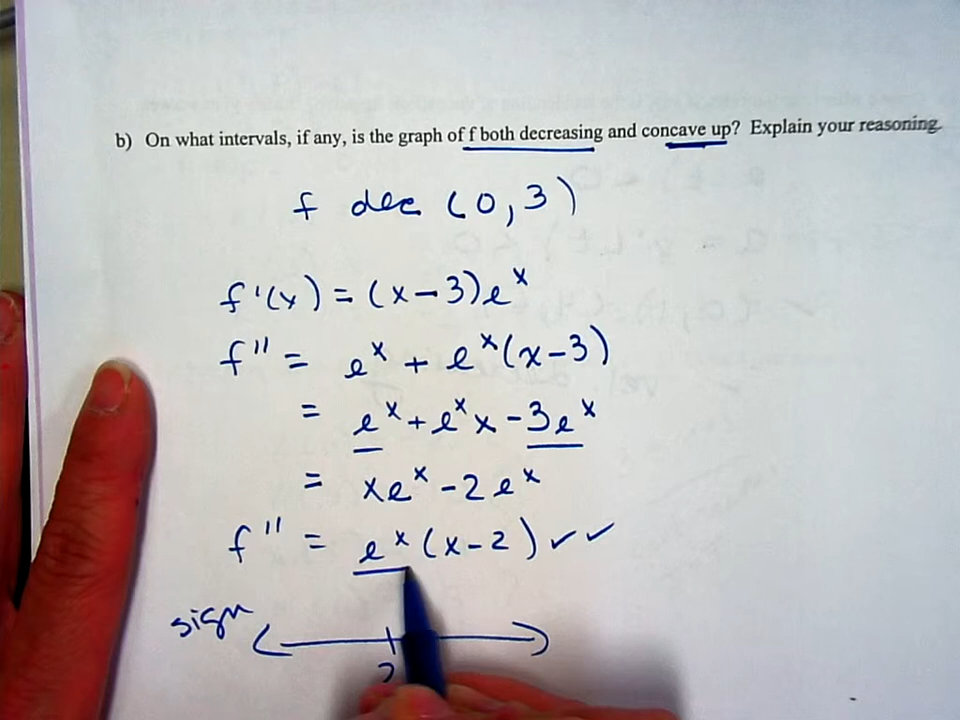 b) On what intervals, if any, is the graph of f both decreasing and concave up? Explain your reasoning.
f dec (0,3)
f'(x) = (x-3)e^x
f'' = e^x + e^x(x-3)
= e^x + e^x x - 3e^x
= xe^x - 2e^x
f'' = e^x(x-2) ✓✓
sign
2